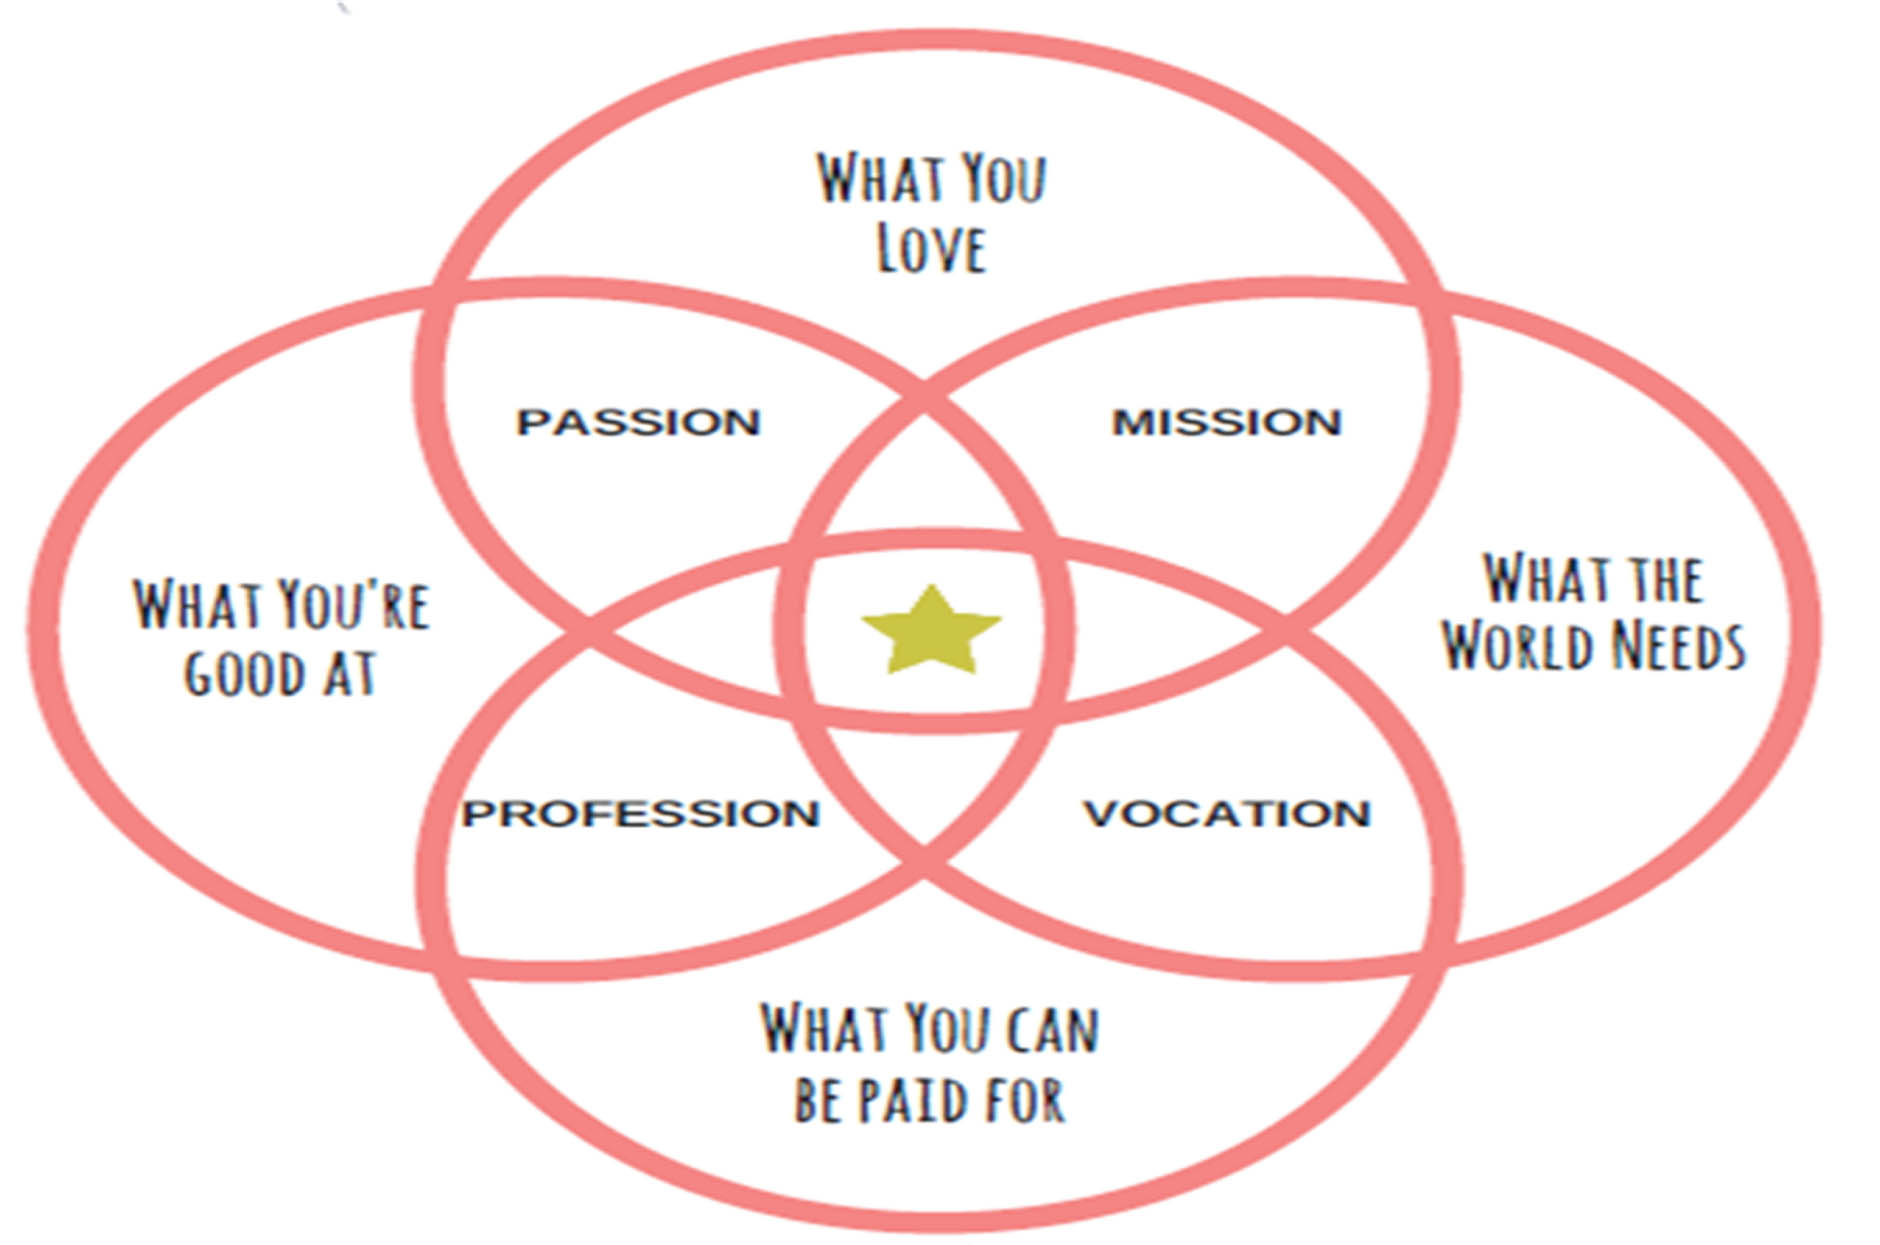 What You
Love
PASSION
MISSION
What You're
good at
What the
World Needs
PROFESSION
VOCATION
What You can
be paid for